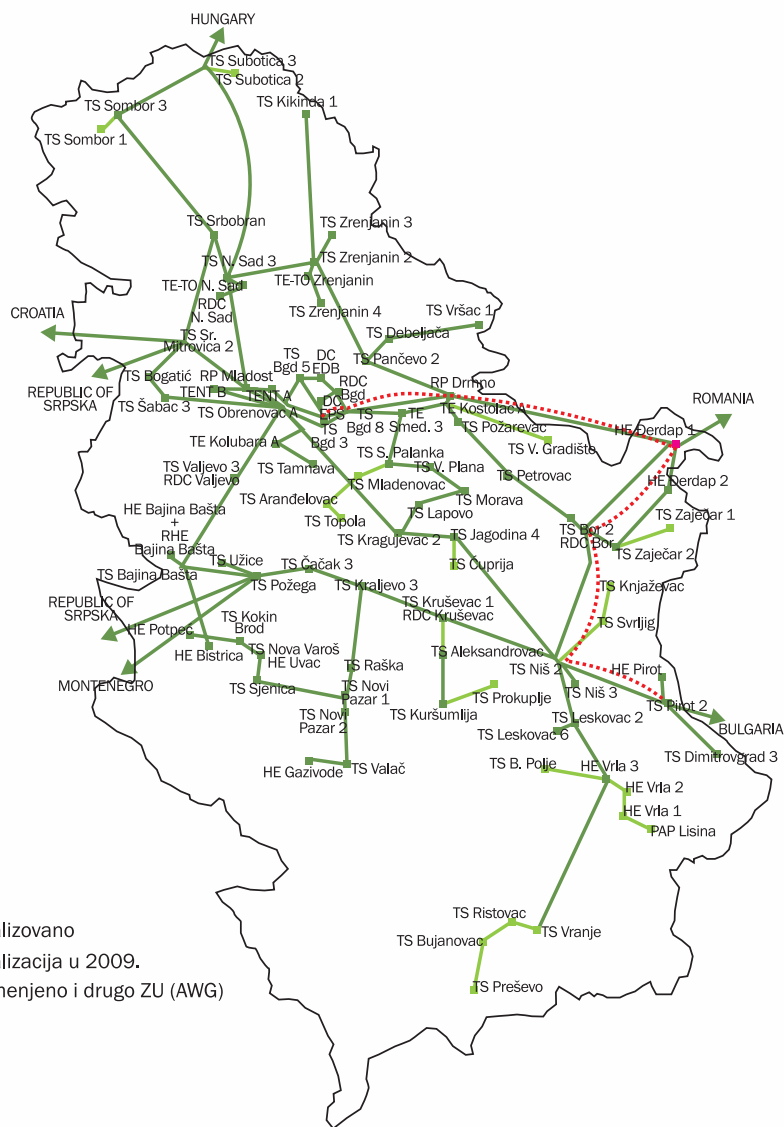 HUNGARY
TS Subotica 3
TS Subotica 2
TS Sombor 3
TS Kikinda 1
TS Sombor 1
TS Srbobran
TS Zrenjanin 3
TS N. Sad 3
TS Zrenjanin 2
TE-TO N. Sad
TE-TO Zrenjanin
RDC
N. Sad
TS Zrenjanin 4
TS Vršac 1
CROATIA
TS Sr.
Mitrovica 2
TS Debeljača
TS
Bgd 5
DC
EDB
TS Pančevo 2
TS Bogatić
RP Mladost
RDC
Bgd
RP Drmno
REPUBLIC OF
SRPSKA
TENT B
TENT A
DC
EPS
ROMANIA
TS Šabac 3
TS Obrenovac A
TS
Bgd 3
TS
Bgd 8
TE
Smed. 3
TE Kostolac A
TS Požarevac
HE Đerdap 1
TE Kolubara A
TS V. Gradište
TS Valjevo 3
RDC Valjevo
TS Tamnava
TS S. Palanka
TS V. Plana
TS Petrovac
HE Đerdap 2
TS Mladenovac
TS Aranđelovac
TS Morava
HE Bajina Bašta
+
RHE
Bajina Bašta
TS Lapovo
TS Zaječar 1
TS Topola
TS Bor 2
RDC Bor
TS Kragujevac 2
TS Jagodina 4
TS Zaječar 2
TS Užice
TS Čačak 3
TS Ćuprija
TS Bajina Bašta
TS Požega
TS Kraljevo 3
TS Knjaževac
REPUBLIC OF
SRPSKA
TS Kruševac 1
RDC Kruševac
TS Kokin
Brod
TS Svrljig
HE Potpeć
HE Bistrica
TS Nova Varoš
HE Uvac
TS Aleksandrovac
TS Niš 2
HE Pirot
MONTENEGRO
TS Raška
TS Sjenica
TS Novi
Pazar 1
TS Prokuplje
TS Niš 3
TS Pirot 2
TS Kuršumlija
TS Novi
Pazar 2
TS Leskovac 2
BULGARIA
TS Leskovac 6
TS Dimitrovgrad 3
HE Gazivode
TS Valač
TS B. Polje
HE Vrla 3
HE Vrla 2
HE Vrla 1
PAP Lisina
TS Ristovac
TS Vranje
TS Bujanovac
TS Preševo
lizovano
lizacija u 2009.
menjeno i drugo ZU (AWG)